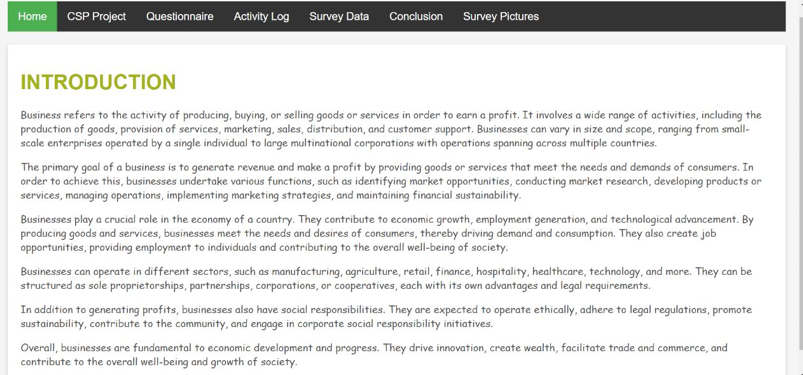 Home CSP Project Questionnaire Activity Log Survey Data Conclusion Survey Pictures
INTRODUCTION
Business refers to the activity of producing, buying, or selling goods or services in order to earn a profit. It involves a wide range of activities, including the
production of goods, provision of services, marketing, sales, distribution, and customer support. Businesses can vary in size and scope, ranging from small-
scale enterprises operated by a single individual to large multinational corporations with operations spanning across multiple countries.
The primary goal of a business is to generate revenue and make a profit by providing goods or services that meet the needs and demands of consumers. In
order to achieve this, businesses undertake various functions, such as identifying market opportunities, conducting market research, developing products or
services, managing operations, implementing marketing strategies, and maintaining financial sustainability.
Businesses play a crucial role in the economy of a country. They contribute to economic growth, employment generation, and technological advancement. By
producing goods and services, businesses meet the needs and desires of consumers, thereby driving demand and consumption. They also create job
opportunities, providing employment to individuals and contributing to the overall well-being of society.
Businesses can operate in different sectors, such as manufacturing, agriculture, retail, finance, hospitality, healthcare, technology, and more. They can be
structured as sole proprietorships, partnerships, corporations, or cooperatives, each with its own advantages and legal requirements.
In addition to generating profits, businesses also have social responsibilities. They are expected to operate ethically, adhere to legal regulations, promote
sustainability, contribute to the community, and engage in corporate social responsibility initiatives.
Overall, businesses are fundamental to economic development and progress. They drive innovation, create wealth, facilitate trade and commerce, and
contribute to the overall well-being and growth of society.